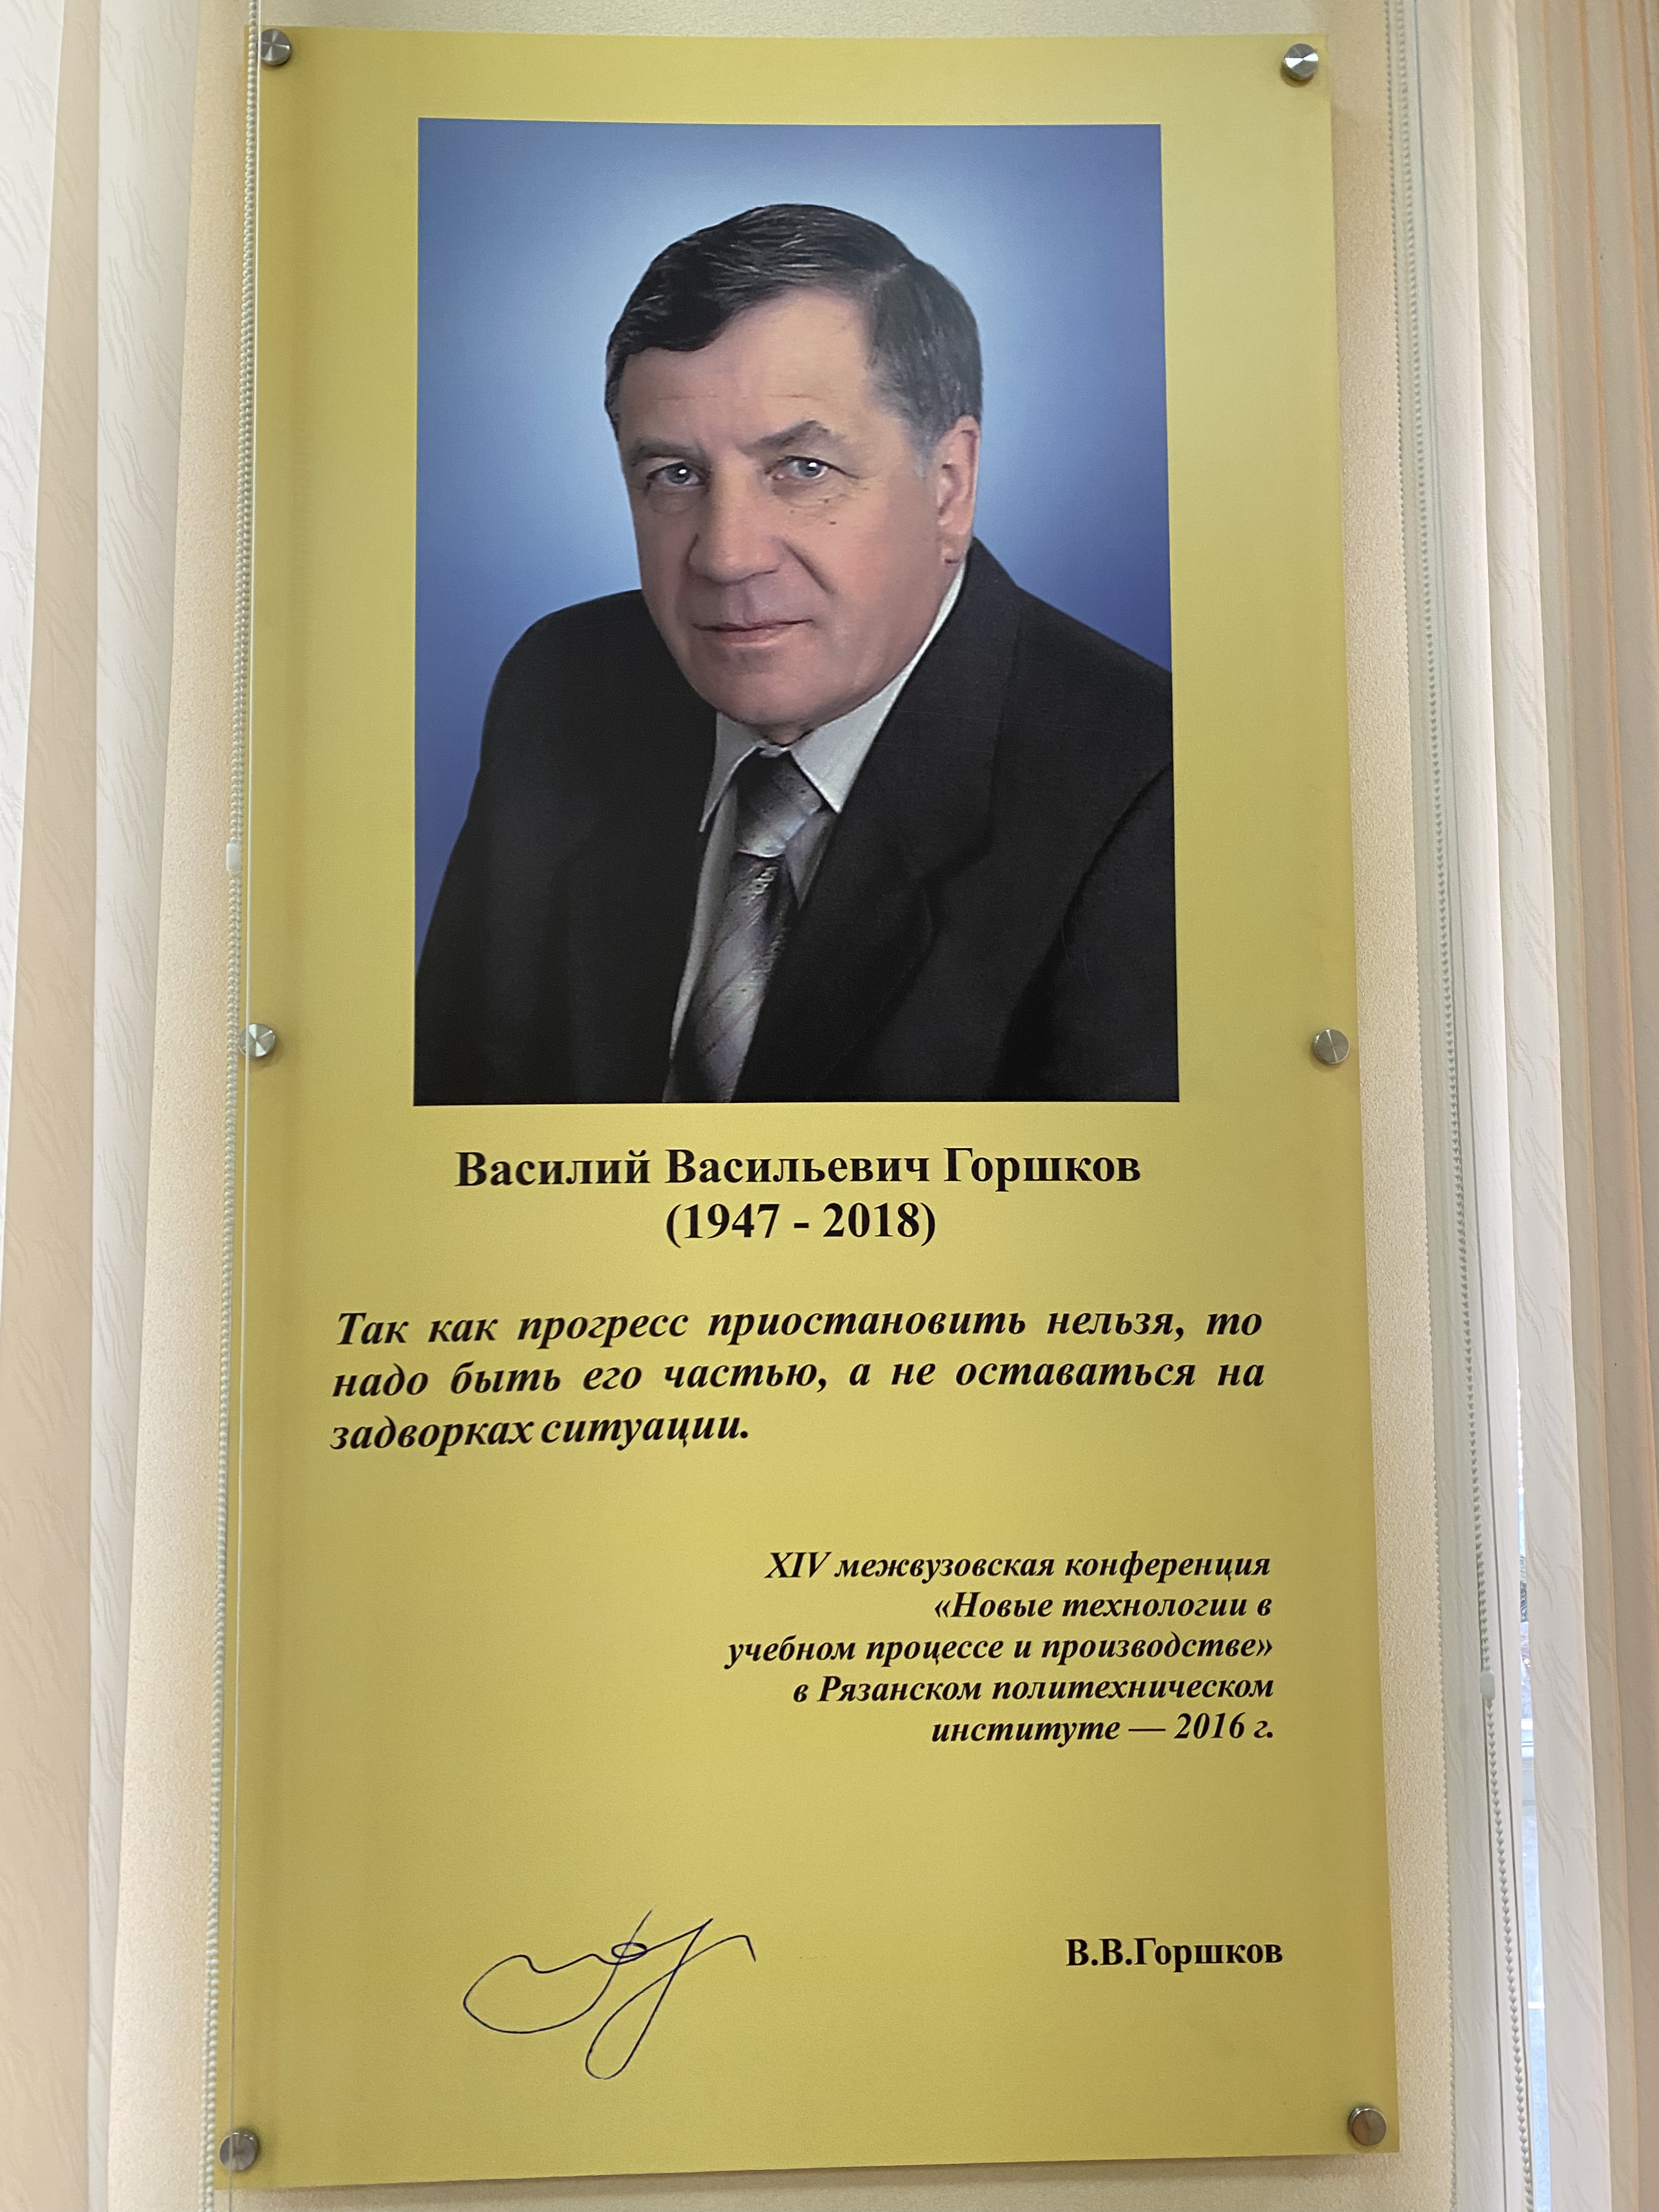 Василий Васильевич Горшков
(1947 - 2018)
Так как прогресс приостановить нельзя, то
надо быть его частью, а не оставаться на
задворках ситуации.
XIV межвузовская конференция
«Новые технологии в
учебном процессе и производстве»
в Рязанском политехническом
институте — 2016 г.
В.В.Горшков